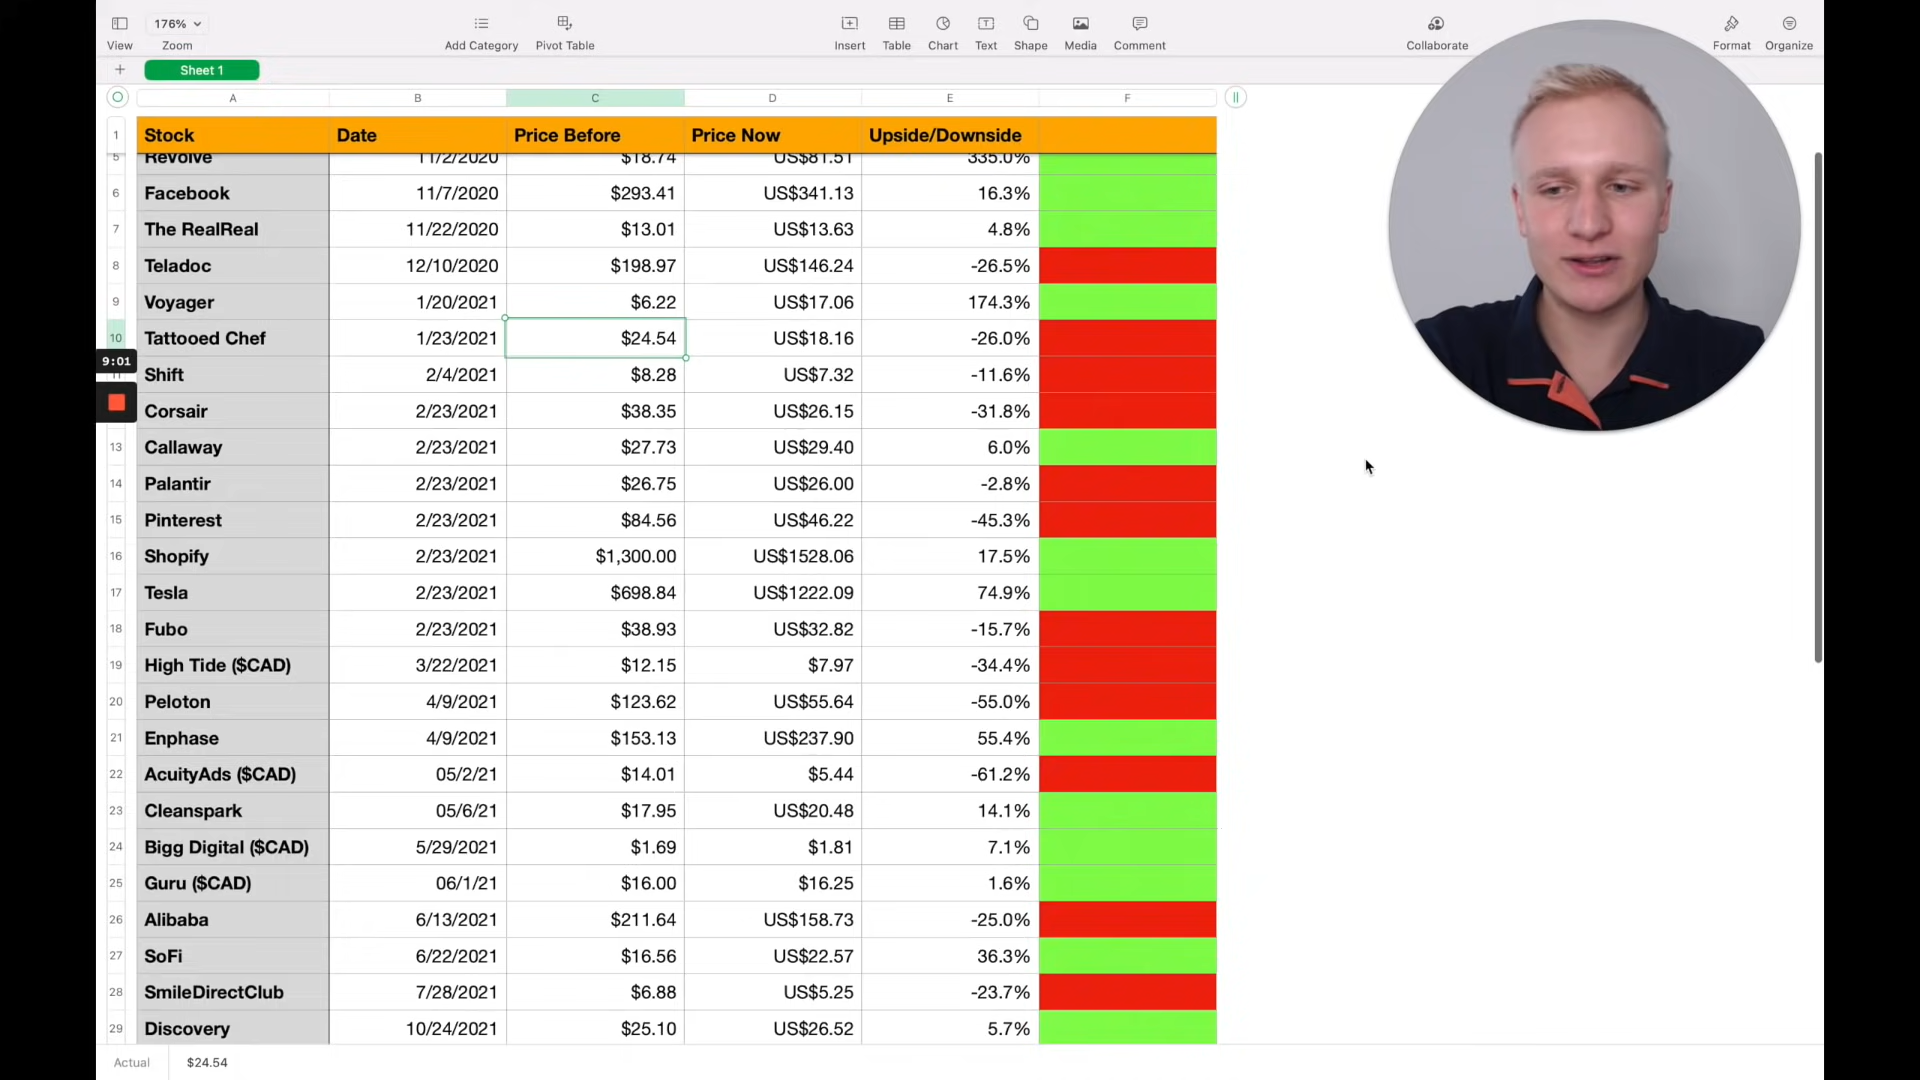 176%
View Zoom Add Category Pivot Table Insert Table Chart Text Shape Media Comment Collaborate Format Organize
Sheet 1
A B C D E F
1 Stock Date Price Before Price Now Upside/Downside
5 Revolve 11/2/2020 $18.74 US$81.51 335.0%
6 Facebook 11/7/2020 $293.41 US$341.13 16.3%
7 The RealReal 11/22/2020 $13.01 US$13.63 4.8%
8 Teladoc 12/10/2020 $198.97 US$146.24 -26.5%
9 Voyager 1/20/2021 $6.22 US$17.06 174.3%
10 Tattooed Chef 1/23/2021 $24.54 US$18.16 -26.0%
9:01
Shift 2/4/2021 $8.28 US$7.32 -11.6%
Corsair 2/23/2021 $38.35 US$26.15 -31.8%
13 Callaway 2/23/2021 $27.73 US$29.40 6.0%
14 Palantir 2/23/2021 $26.75 US$26.00 -2.8%
15 Pinterest 2/23/2021 $84.56 US$46.22 -45.3%
16 Shopify 2/23/2021 $1,300.00 US$1528.06 17.5%
17 Tesla 2/23/2021 $698.84 US$1222.09 74.9%
18 Fubo 2/23/2021 $38.93 US$32.82 -15.7%
19 High Tide ($CAD) 3/22/2021 $12.15 $7.97 -34.4%
20 Peloton 4/9/2021 $123.62 US$55.64 -55.0%
21 Enphase 4/9/2021 $153.13 US$237.90 55.4%
22 AcuityAds ($CAD) 05/2/21 $14.01 $5.44 -61.2%
23 Cleanspark 05/6/21 $17.95 US$20.48 14.1%
24 Bigg Digital ($CAD) 5/29/2021 $1.69 $1.81 7.1%
25 Guru ($CAD) 06/1/21 $16.00 $16.25 1.6%
26 Alibaba 6/13/2021 $211.64 US$158.73 -25.0%
27 SoFi 6/22/2021 $16.56 US$22.57 36.3%
28 SmileDirectClub 7/28/2021 $6.88 US$5.25 -23.7%
29 Discovery 10/24/2021 $25.10 US$26.52 5.7%
Actual $24.54